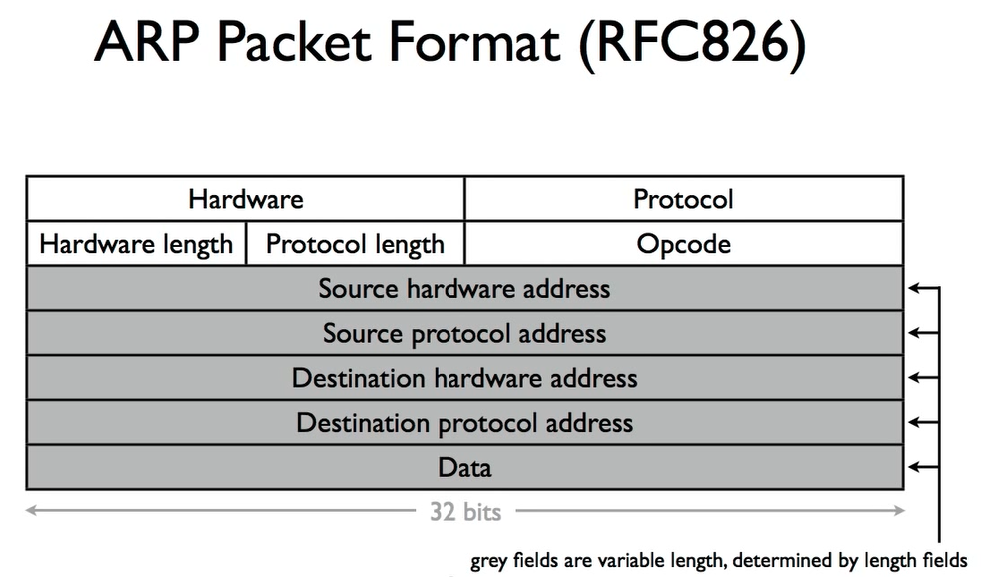 ARP Packet Format (RFC826)
Hardware Protocol
Hardware length Protocol length Opcode
Source hardware address
Source protocol address
Destination hardware address
Destination protocol address
Data
32 bits
grey fields are variable length, determined by length fields